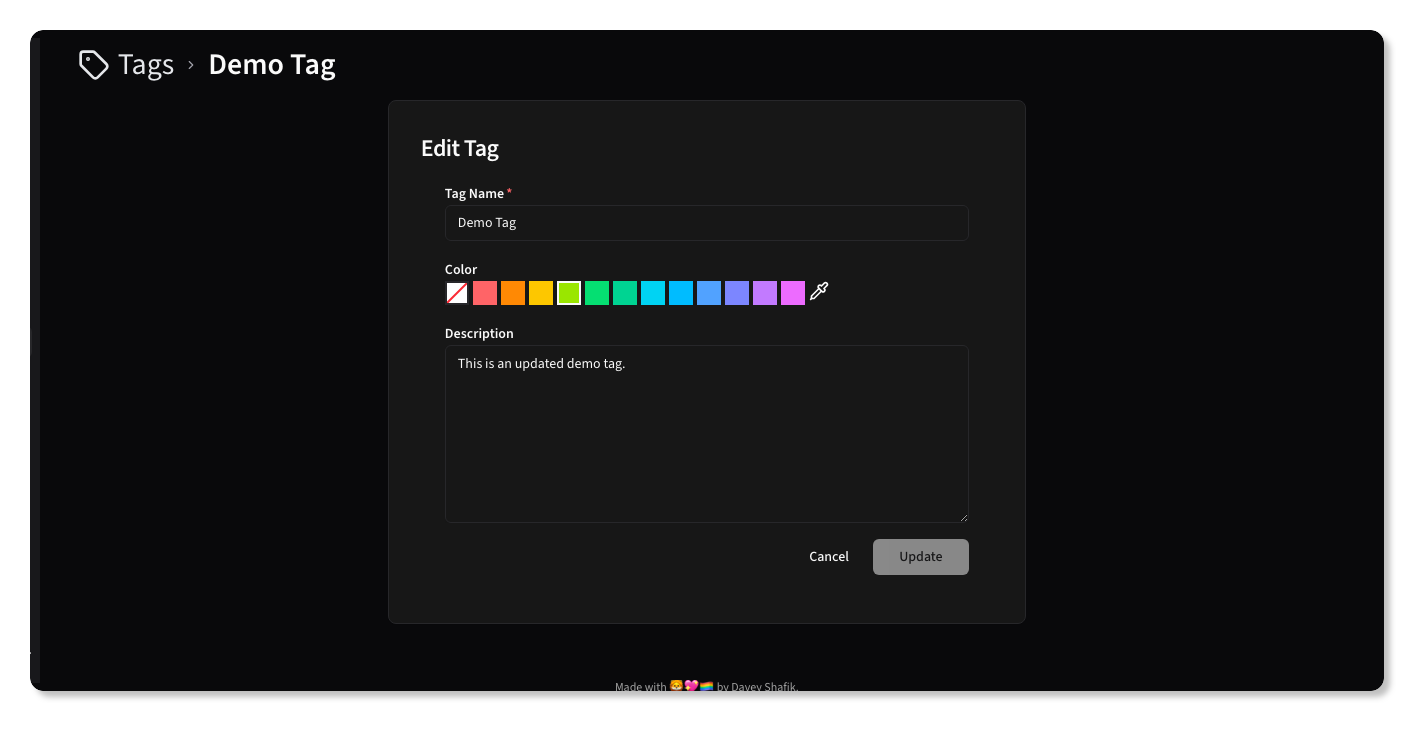 Tags › Demo Tag
Edit Tag
Tag Name *
Demo Tag
Color
Description
This is an updated demo tag.
Cancel
Update
Made with 🦁💖🏳️‍🌈 by Davey Shafik.